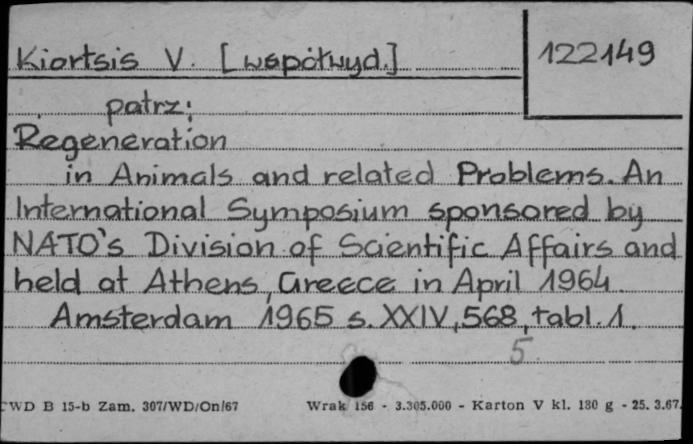 Kiortsis V. [współwyd.]
122149
patrz:
Regeneration
in Animals and related Problems. An
International Symposium sponsored by
NATO's Division of Scientific Affairs and
held at Athens, Greece in April 1964
Amsterdam 1965 s. XXIV, 568, tabl. 1.
5
PWD B 15-b Zam. 307/WD/On/67 Wrak 156 - 3.305.000 - Karton V kl. 180 g - 25. 3.67.